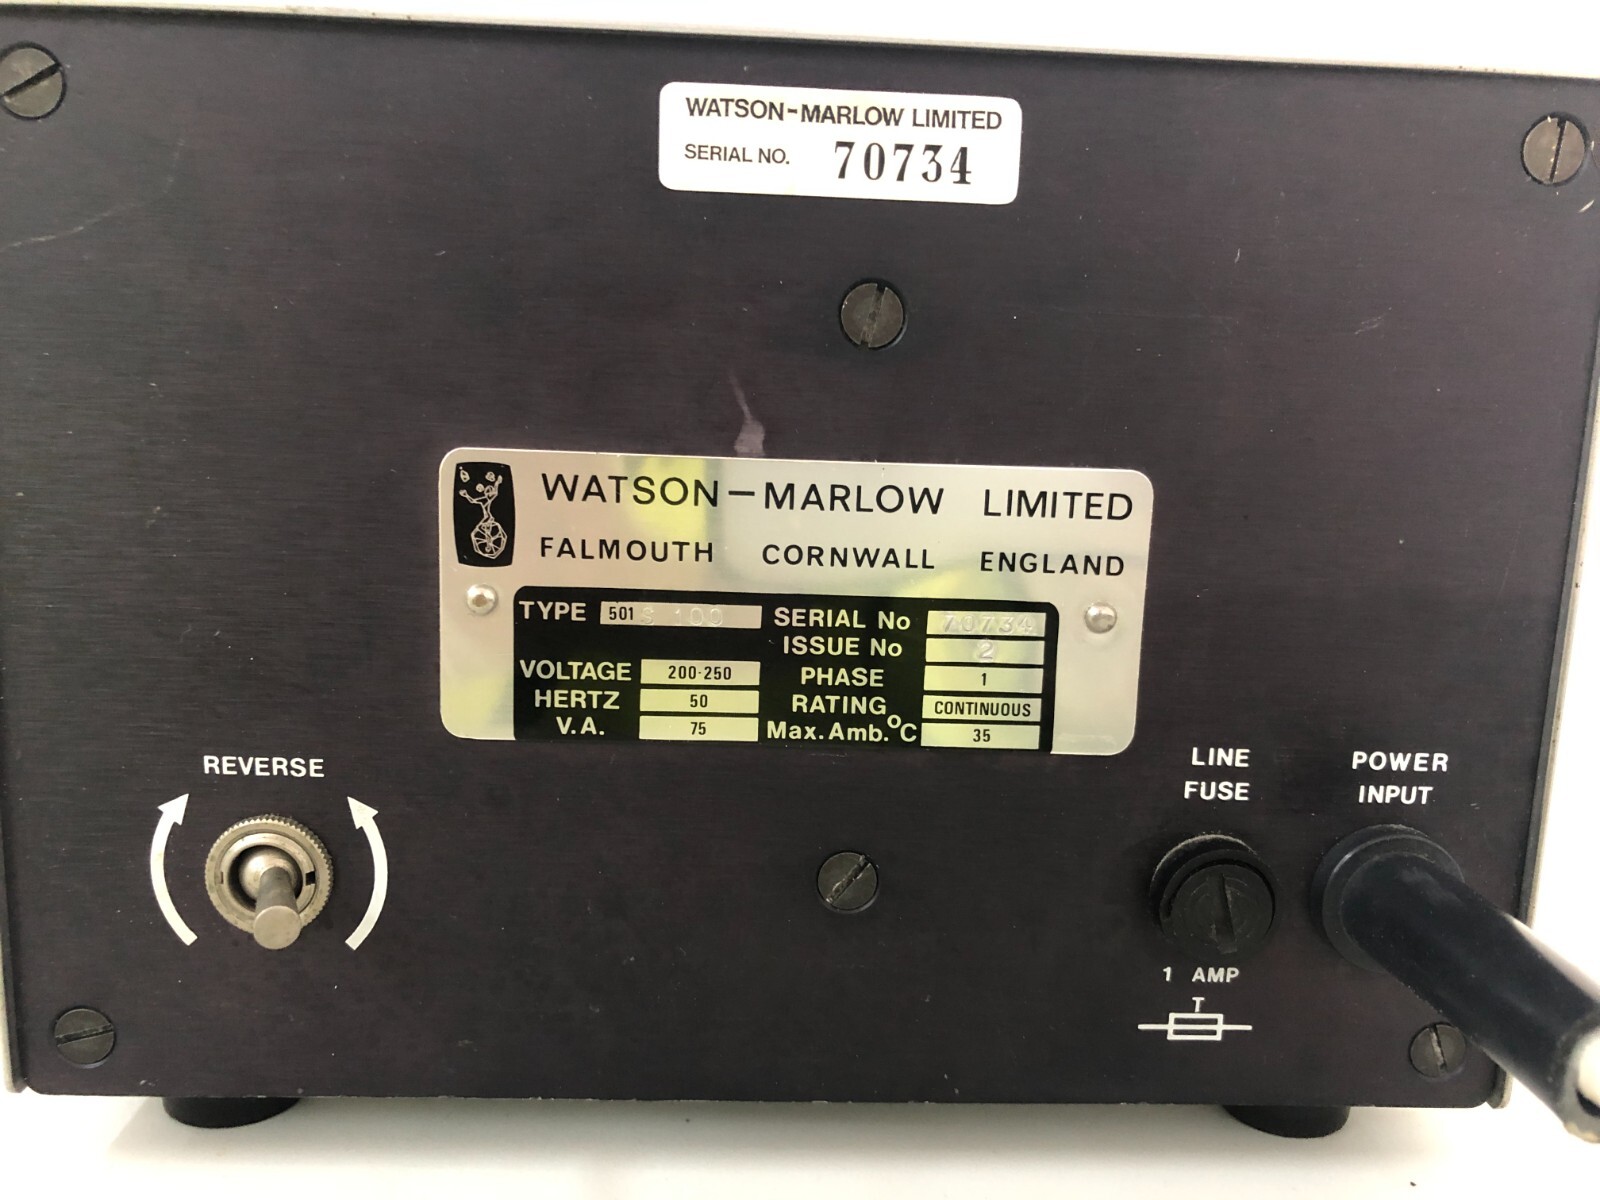 WATSON-MARLOW LIMITED
SERIAL NO. 70734
WATSON-MARLOW LIMITED
FALMOUTH CORNWALL ENGLAND
TYPE 501 S 100 SERIAL No 70734
ISSUE No 2
VOLTAGE 200-250 PHASE 1
HERTZ 50 RATING CONTINUOUS
V.A. 75 Max. Amb. °C 35
REVERSE
LINE
FUSE
1 AMP
T
POWER
INPUT